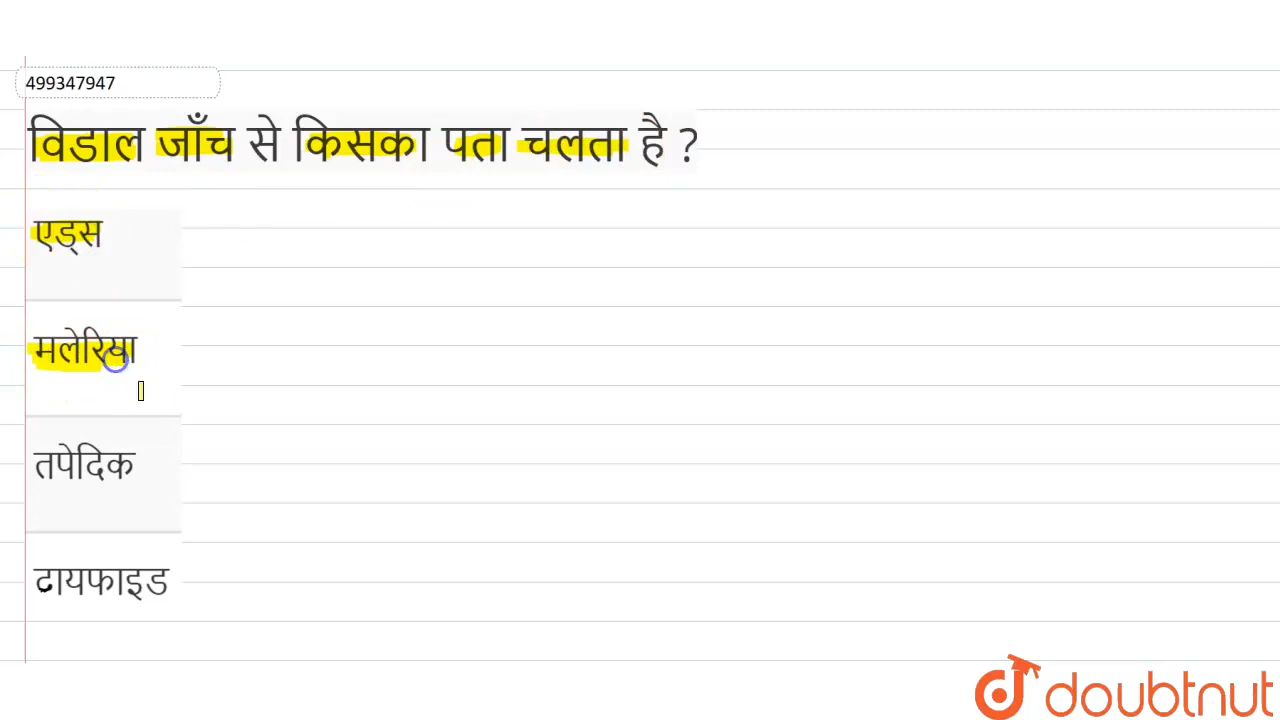 499347947
विडाल जाँच से किसका पता चलता है ?
एड्स
मलेरिया
तपेदिक
टायफाइड
doubtnut